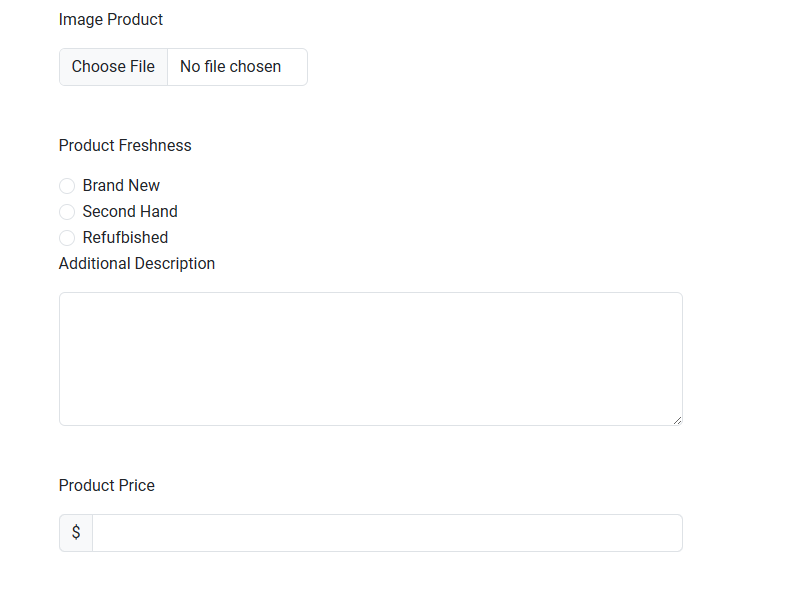 Image Product
Choose File No file chosen
Product Freshness
Brand New
Second Hand
Refufbished
Additional Description
Product Price
$